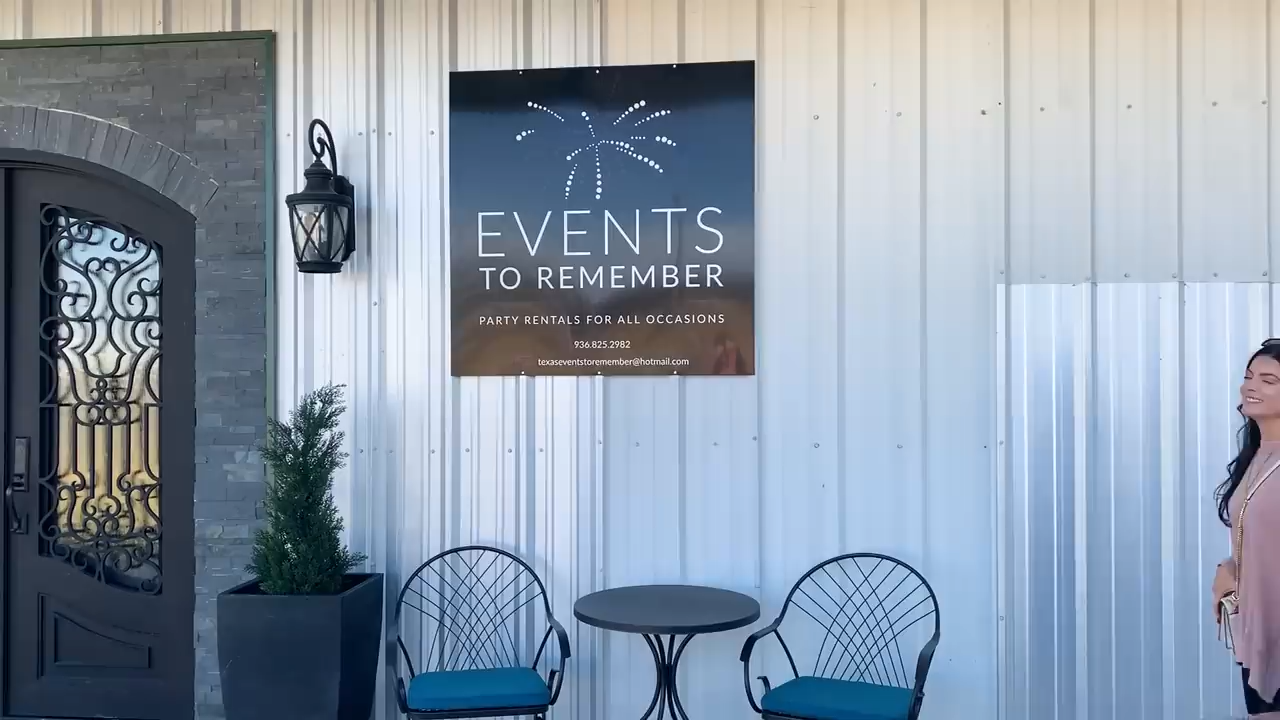 EVENTS
TO REMEMBER
PARTY RENTALS FOR ALL OCCASIONS
936.825.2982
texaseventstoremember@hotmail.com